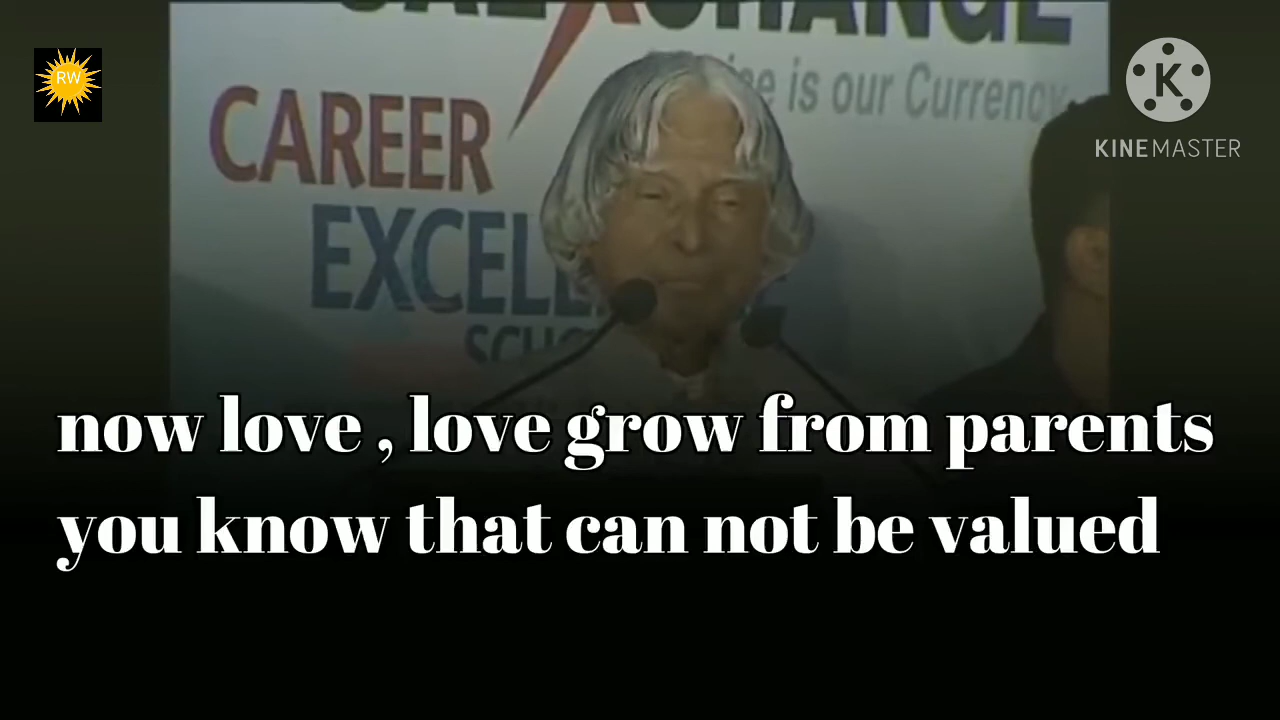 CAREER
is our Currency
EXCEL
RW
KINEMASTER
now love , love grow from parents
you know that can not be valued